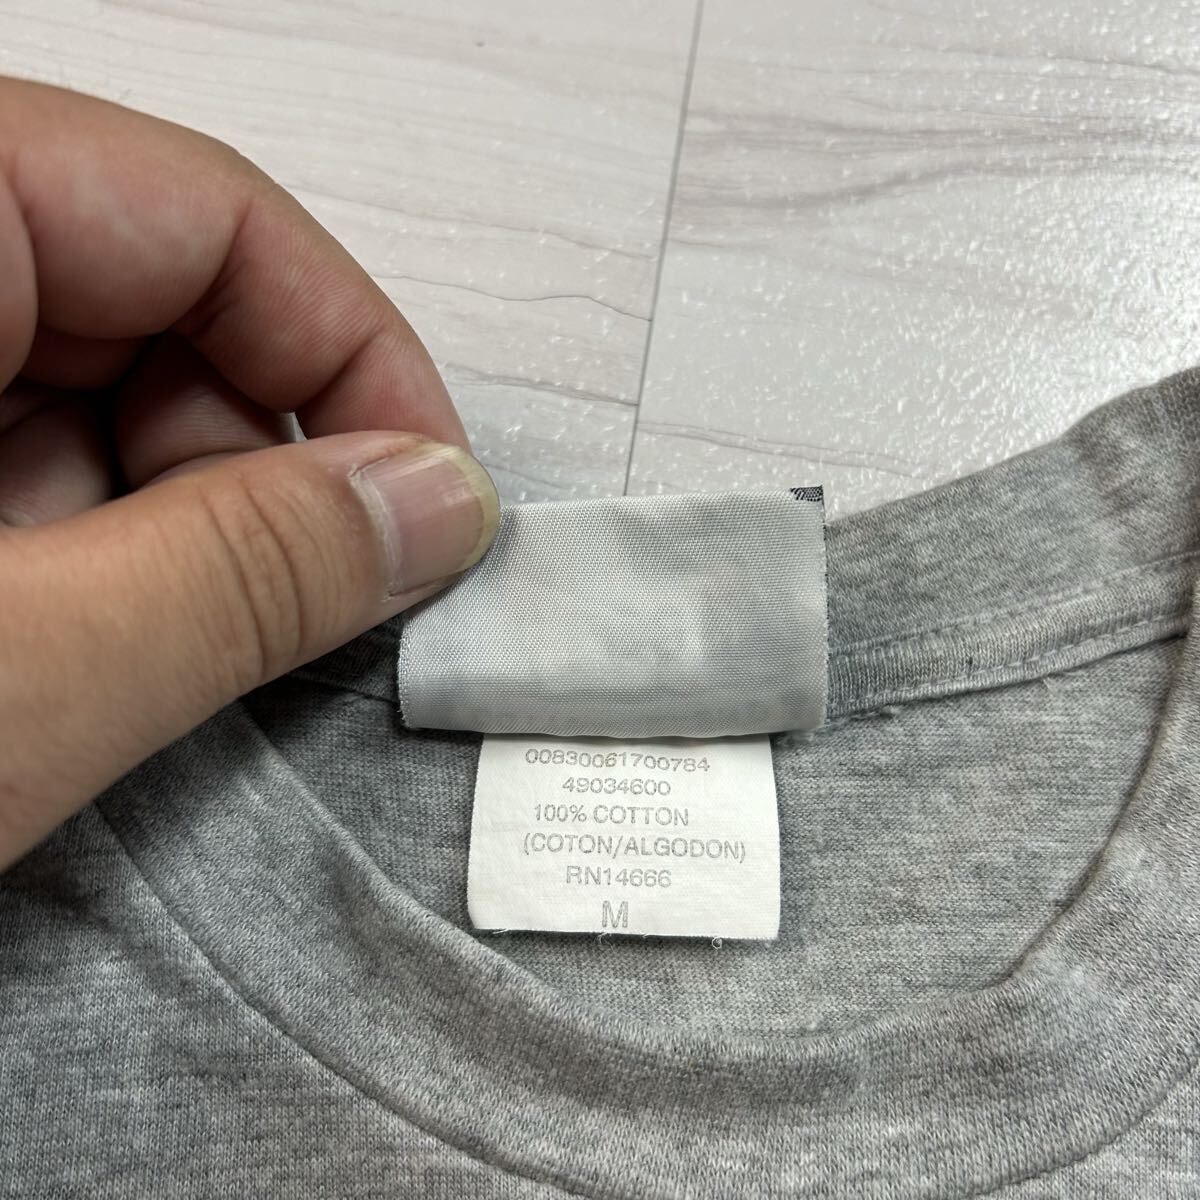 00830061700784
49034600
100% COTTON
(COTON/ALGODON)
RN14666
M